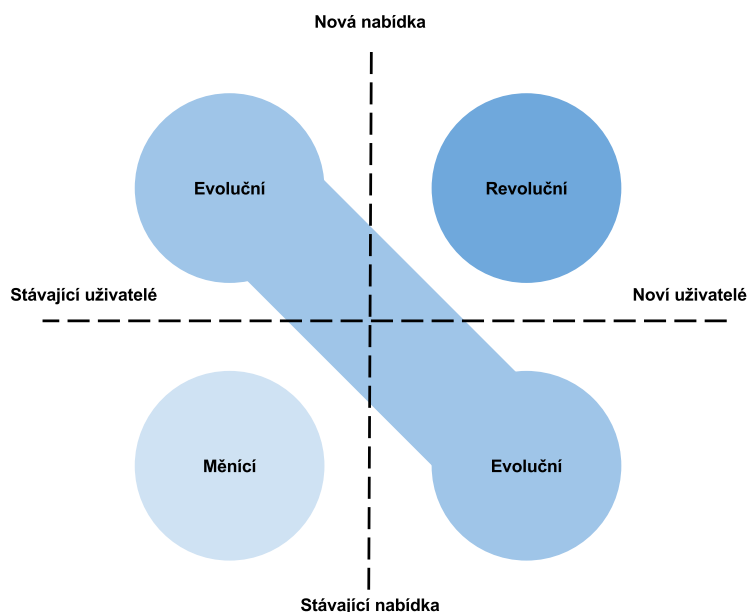 Nová nabídka
Evoluční
Revoluční
Stávající uživatelé
Noví uživatelé
Měnící
Evoluční
Stávající nabídka